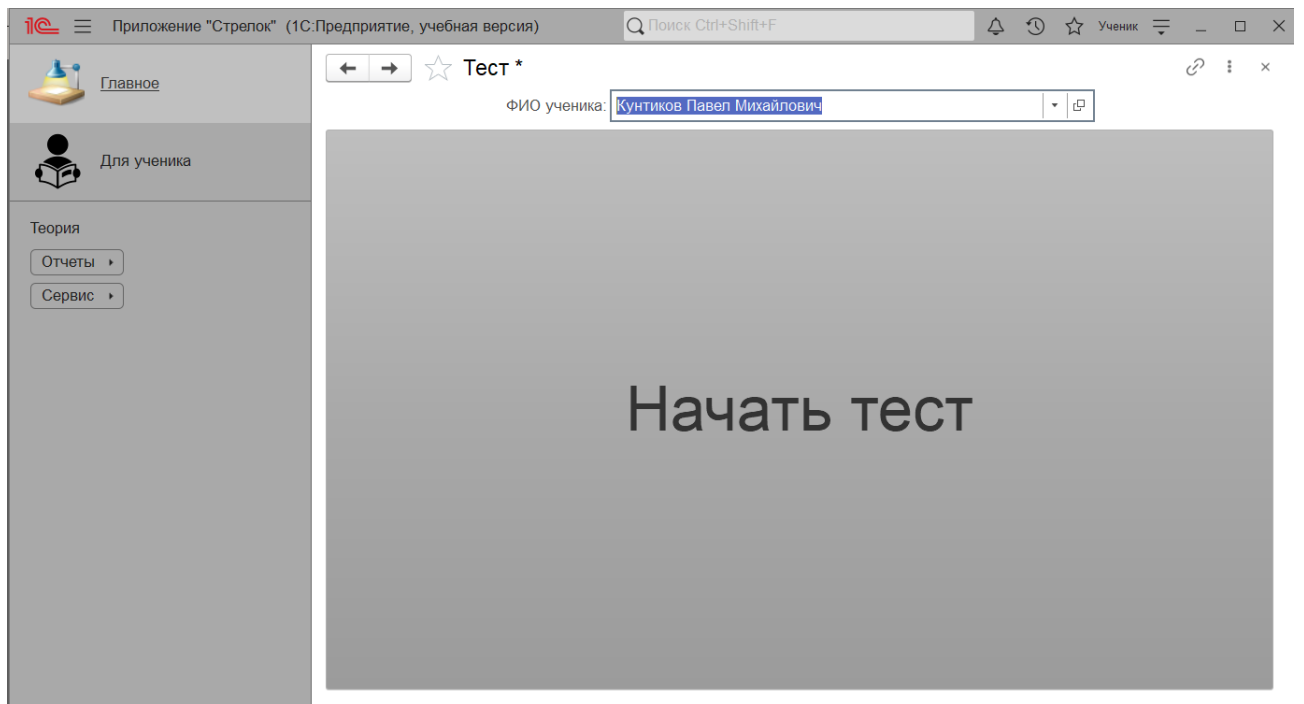 1С Приложение "Стрелок" (1С:Предприятие, учебная версия) Поиск Ctrl+Shift+F Ученик
Главное
Для ученика
Теория
Отчеты
Сервис
Тест *
ФИО ученика: Кунтиков Павел Михайлович
Начать тест